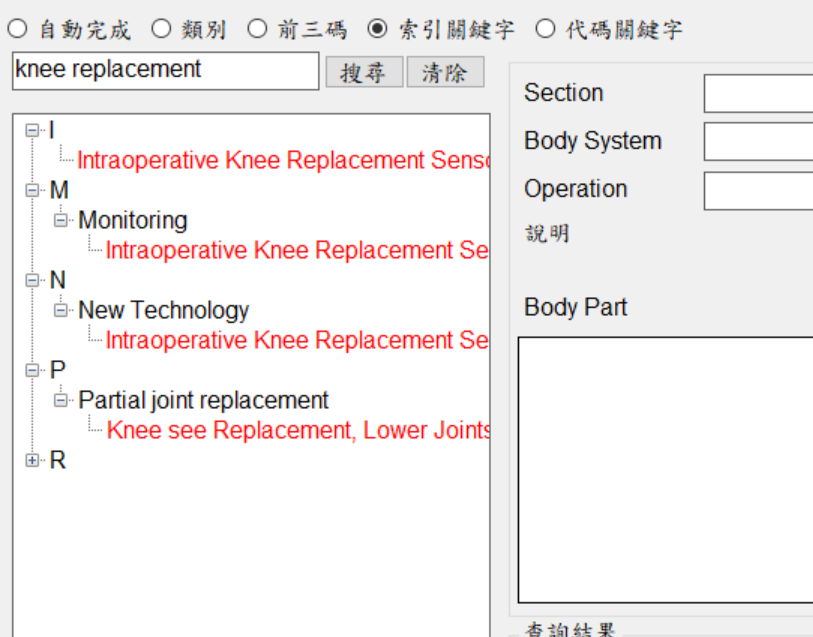 自動完成 類別 前三碼 索引關鍵字 代碼關鍵字
knee replacement 搜尋 清除
I
Intraoperative Knee Replacement Senso
M
Monitoring
Intraoperative Knee Replacement Se
N
New Technology
Intraoperative Knee Replacement Se
P
Partial joint replacement
Knee see Replacement, Lower Joints
R
Section
Body System
Operation
說明
Body Part
查詢結果